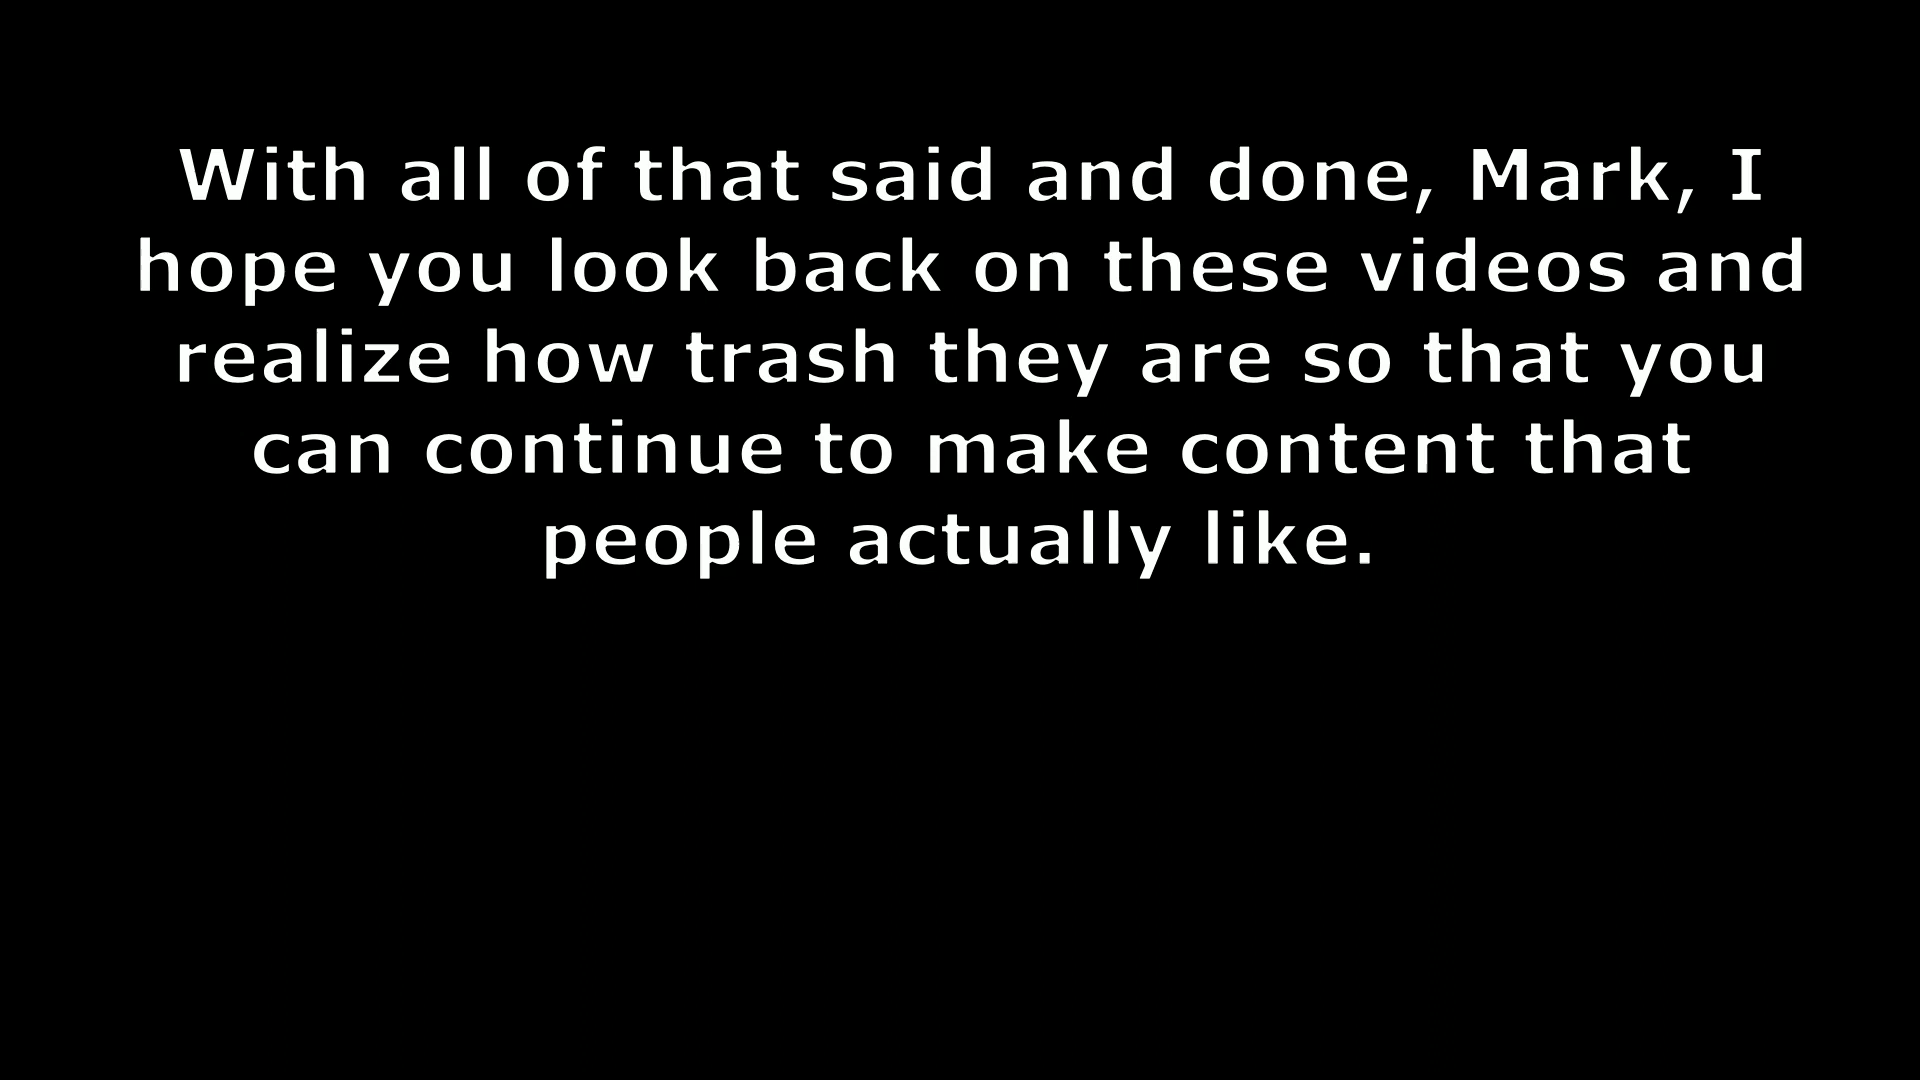 With all of that said and done, Mark, I
hope you look back on these videos and
realize how trash they are so that you
can continue to make content that
people actually like.